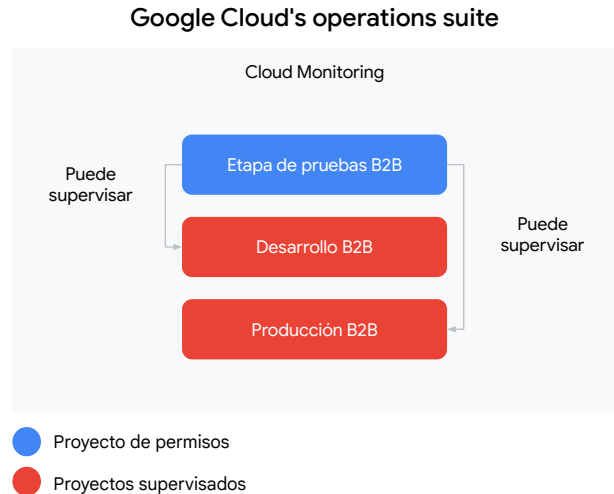 Google Cloud's operations suite
Cloud Monitoring
Etapa de pruebas B2B
Puede
supervisar
Puede
supervisar
Desarrollo B2B
Producción B2B
Proyecto de permisos
Proyectos supervisados